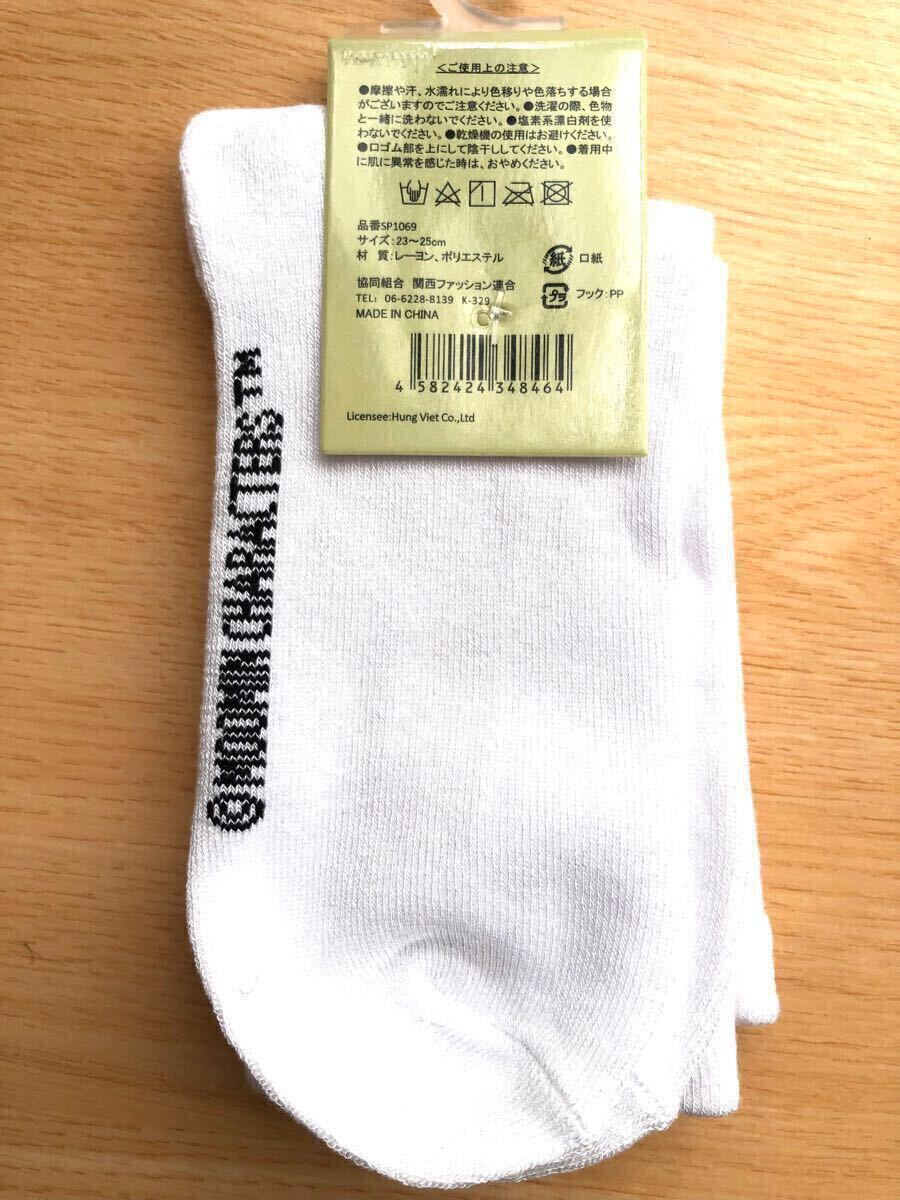 ＜ご使用上の注意＞
●摩擦や汗、水濡れにより色移りや色落ちする場合
がございますのでご注意ください。●洗濯の際、色物
と一緒に洗わないでください。●塩素系漂白剤を使
わないでください。●乾燥機の使用はお避けください。
●口ゴム部を上にして陰干ししてください。●着用中
に肌に異常を感じた時は、おやめください。
品番SP1069
サイズ：23～25cm
材 質：レーヨン、ポリエステル
紙 口紙
協同組合 関西ファッション連合
TEL: 06-6228-8139 K-329
プラ フック：PP
MADE IN CHINA
4 582424 348464
Licensee:Hung Viet Co.,Ltd
©MOOMIN CHARACTERS™